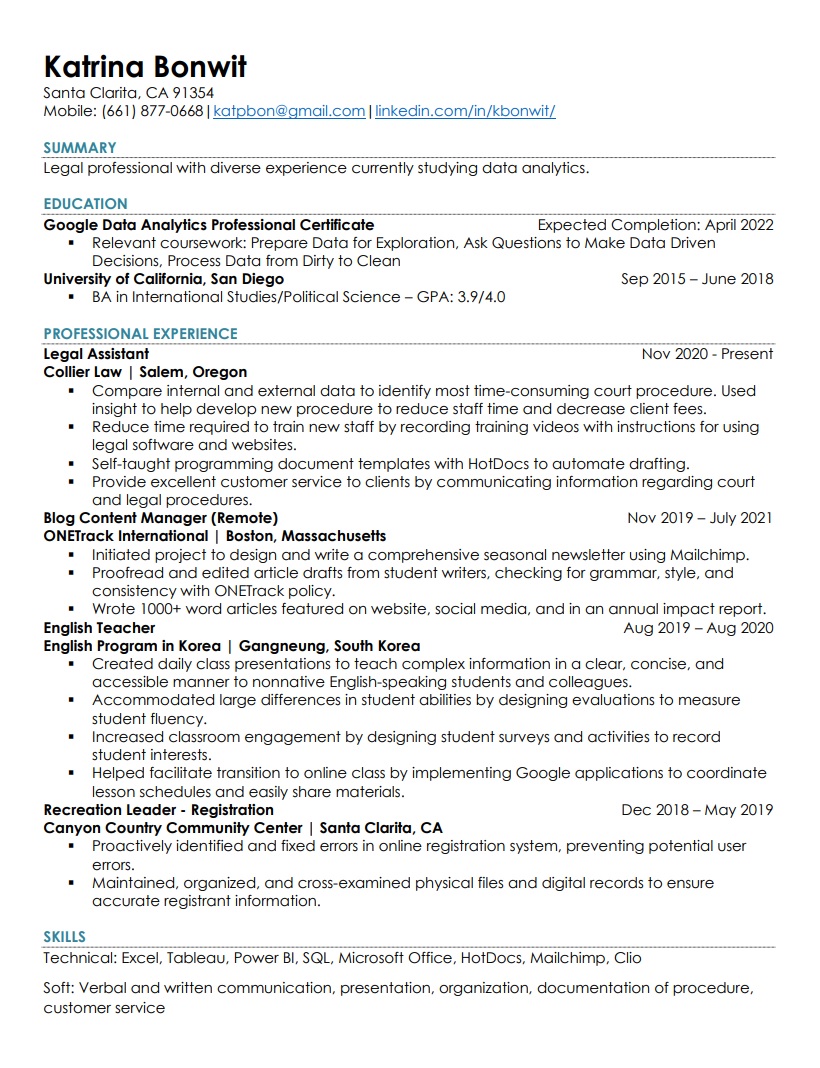 Katrina Bonwit
Santa Clarita, CA 91354
Mobile: (661) 877-0668|katpbon@gmail.com|linkedin.com/in/kbonwit/
SUMMARY
Legal professional with diverse experience currently studying data analytics.
EDUCATION
Google Data Analytics Professional Certificate Expected Completion: April 2022
▪ Relevant coursework: Prepare Data for Exploration, Ask Questions to Make Data Driven
Decisions, Process Data from Dirty to Clean
University of California, San Diego Sep 2015 – June 2018
▪ BA in International Studies/Political Science – GPA: 3.9/4.0
PROFESSIONAL EXPERIENCE
Legal Assistant Nov 2020 - Present
Collier Law | Salem, Oregon
▪ Compare internal and external data to identify most time-consuming court procedure. Used
insight to help develop new procedure to reduce staff time and decrease client fees.
▪ Reduce time required to train new staff by recording training videos with instructions for using
legal software and websites.
▪ Self-taught programming document templates with HotDocs to automate drafting.
▪ Provide excellent customer service to clients by communicating information regarding court
and legal procedures.
Blog Content Manager (Remote) Nov 2019 – July 2021
ONETrack International | Boston, Massachusetts
▪ Initiated project to design and write a comprehensive seasonal newsletter using Mailchimp.
▪ Proofread and edited article drafts from student writers, checking for grammar, style, and
consistency with ONETrack policy.
▪ Wrote 1000+ word articles featured on website, social media, and in an annual impact report.
English Teacher Aug 2019 – Aug 2020
English Program in Korea | Gangneung, South Korea
▪ Created daily class presentations to teach complex information in a clear, concise, and
accessible manner to nonnative English-speaking students and colleagues.
▪ Accommodated large differences in student abilities by designing evaluations to measure
student fluency.
▪ Increased classroom engagement by designing student surveys and activities to record
student interests.
▪ Helped facilitate transition to online class by implementing Google applications to coordinate
lesson schedules and easily share materials.
Recreation Leader - Registration Dec 2018 – May 2019
Canyon Country Community Center | Santa Clarita, CA
▪ Proactively identified and fixed errors in online registration system, preventing potential user
errors.
▪ Maintained, organized, and cross-examined physical files and digital records to ensure
accurate registrant information.
SKILLS
Technical: Excel, Tableau, Power BI, SQL, Microsoft Office, HotDocs, Mailchimp, Clio
Soft: Verbal and written communication, presentation, organization, documentation of procedure,
customer service